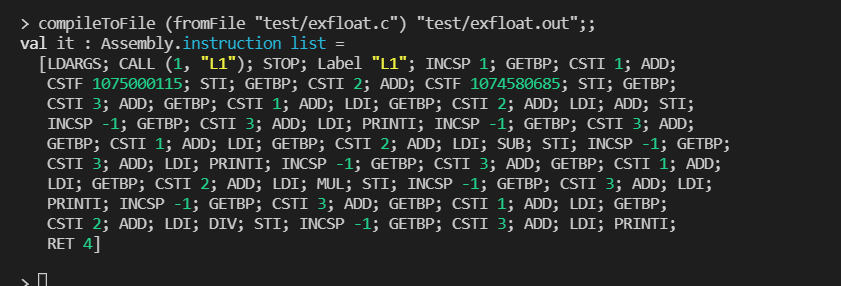 > compileToFile (fromFile "test/exfloat.c") "test/exfloat.out";;
val it : Assembly.instruction list =
[LDARGS; CALL (1, "L1"); STOP; Label "L1"; INCSP 1; GETBP; CSTI 1; ADD;
CSTF 1075000115; STI; GETBP; CSTI 2; ADD; CSTF 1074580685; STI; GETBP;
CSTI 3; ADD; GETBP; CSTI 1; ADD; LDI; GETBP; CSTI 2; ADD; LDI; ADD; STI;
INCSP -1; GETBP; CSTI 3; ADD; LDI; PRINTI; INCSP -1; GETBP; CSTI 3; ADD;
GETBP; CSTI 1; ADD; LDI; GETBP; CSTI 2; ADD; LDI; SUB; STI; INCSP -1; GETBP;
CSTI 3; ADD; LDI; PRINTI; INCSP -1; GETBP; CSTI 3; ADD; GETBP; CSTI 1; ADD;
LDI; GETBP; CSTI 2; ADD; LDI; MUL; STI; INCSP -1; GETBP; CSTI 3; ADD; LDI;
PRINTI; INCSP -1; GETBP; CSTI 3; ADD; GETBP; CSTI 1; ADD; LDI; GETBP;
CSTI 2; ADD; LDI; DIV; STI; INCSP -1; GETBP; CSTI 3; ADD; LDI; PRINTI;
RET 4]
>